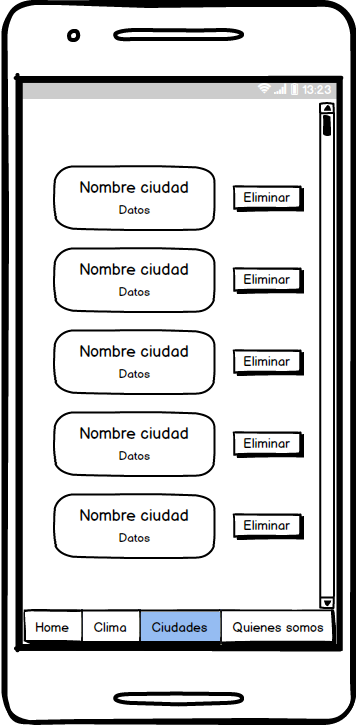 13:23
Nombre ciudad
Datos
Eliminar
Nombre ciudad
Datos
Eliminar
Nombre ciudad
Datos
Eliminar
Nombre ciudad
Datos
Eliminar
Nombre ciudad
Datos
Eliminar
Home Clima Ciudades Quienes somos